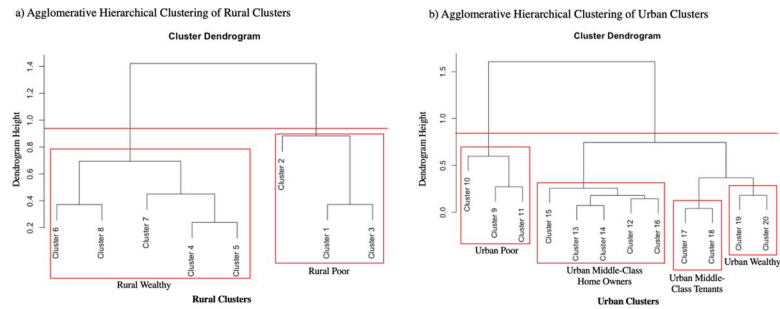 a) Agglomerative Hierarchical Clustering of Rural Clusters
Cluster Dendrogram
Dendrogram Height
1.4
1.2
1.0
0.8
0.6
0.4
0.2
Cluster 6
Cluster 8
Cluster 7
Cluster 4
Cluster 5
Cluster 2
Cluster 1
Cluster 3
Rural Wealthy
Rural Poor
Rural Clusters
b) Agglomerative Hierarchical Clustering of Urban Clusters
Cluster Dendrogram
Dendrogram Height
1.5
1.0
0.5
0.0
Cluster 10
Cluster 9
Cluster 11
Cluster 15
Cluster 13
Cluster 14
Cluster 12
Cluster 16
Cluster 17
Cluster 18
Cluster 19
Cluster 20
Urban Poor
Urban Middle-Class
Home Owners
Urban Middle-
Class Tenants
Urban Wealthy
Urban Clusters